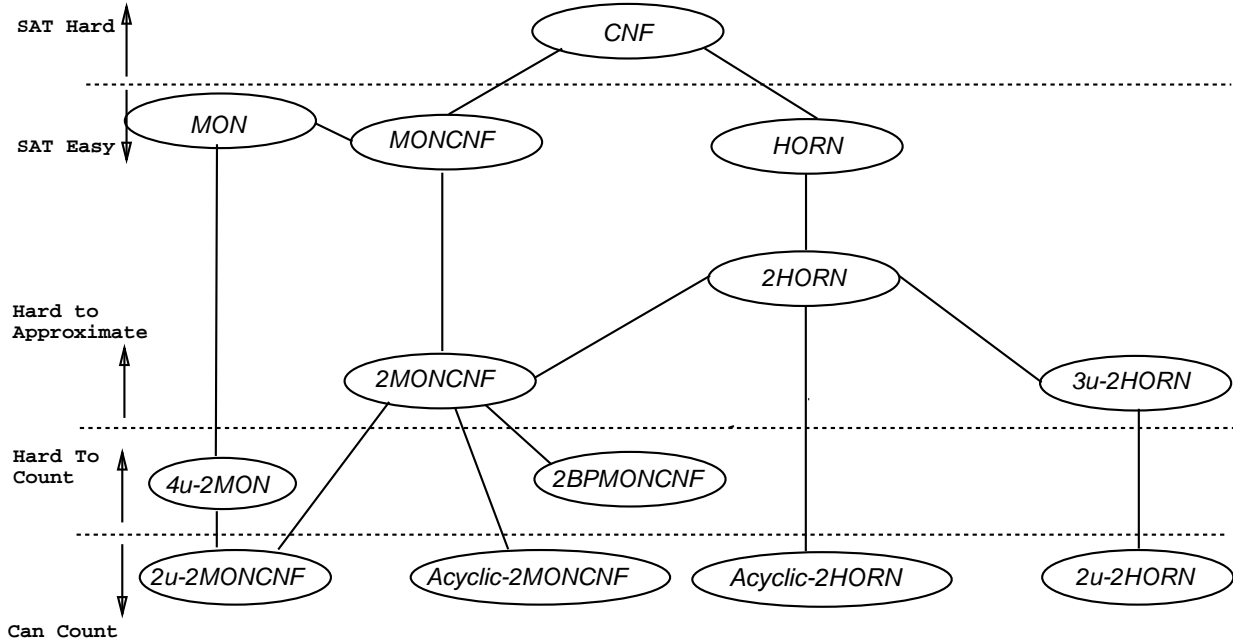 SAT Hard
CNF
MON
MONCNF
HORN
SAT Easy
2HORN
Hard to
Approximate
2MONCNF
3u-2HORN
Hard To
Count
4u-2MON
2BPMONCNF
2u-2MONCNF
Acyclic-2MONCNF
Acyclic-2HORN
2u-2HORN
Can Count